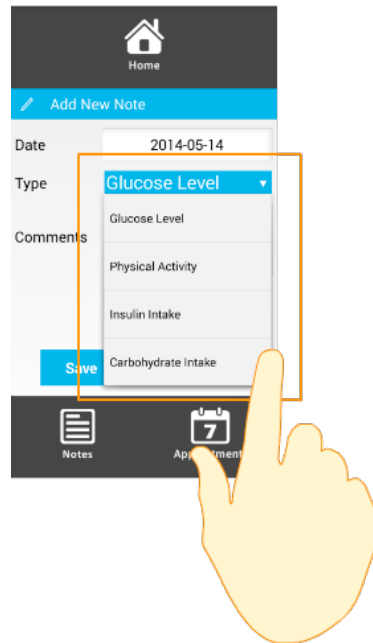 Home
Add New Note
Date 2014-05-14
Type Glucose Level
Glucose Level
Comments
Physical Activity
Insulin Intake
Carbohydrate Intake
Save
7
Notes